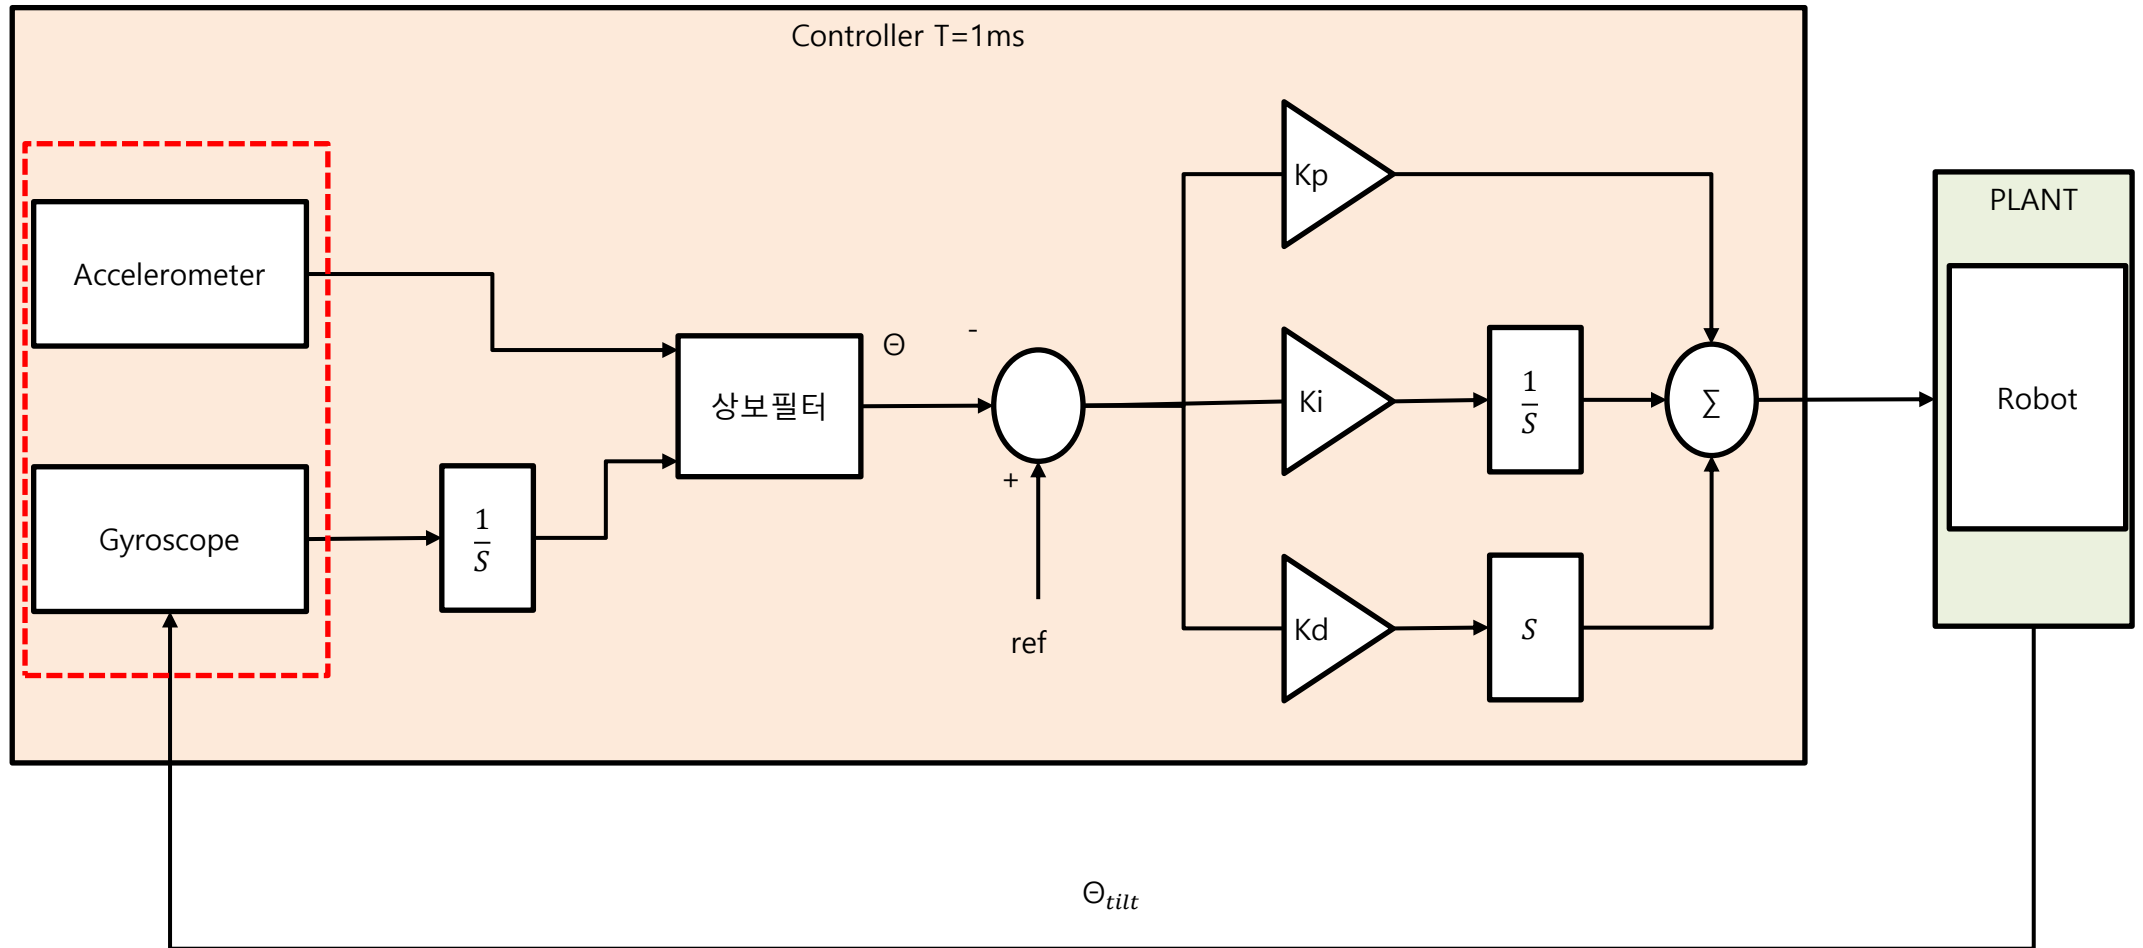 Controller T=1ms
Accelerometer
Gyroscope
1
S
상보필터
Θ
-
+
ref
Kp
Ki
1
S
Kd
S
∑
PLANT
Robot
Θtilt